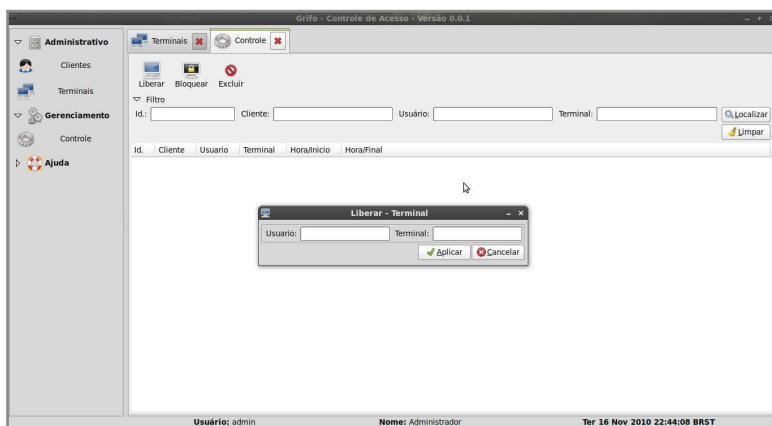 Grifo - Controle de Acesso - Versão 0.0.1
Administrativo
Clientes
Terminais
Gerenciamento
Controle
Ajuda
Terminais Controle
Liberar Bloquear Excluir
Filtro
Id.: Cliente: Usuário: Terminal: Localizar
Limpar
Id. Cliente Usuario Terminal Hora/Inicio Hora/Final
Liberar - Terminal
Usuario: Terminal:
Aplicar Cancelar
Usuário: admin Nome: Administrador Ter 16 Nov 2010 22:44:08 BRST